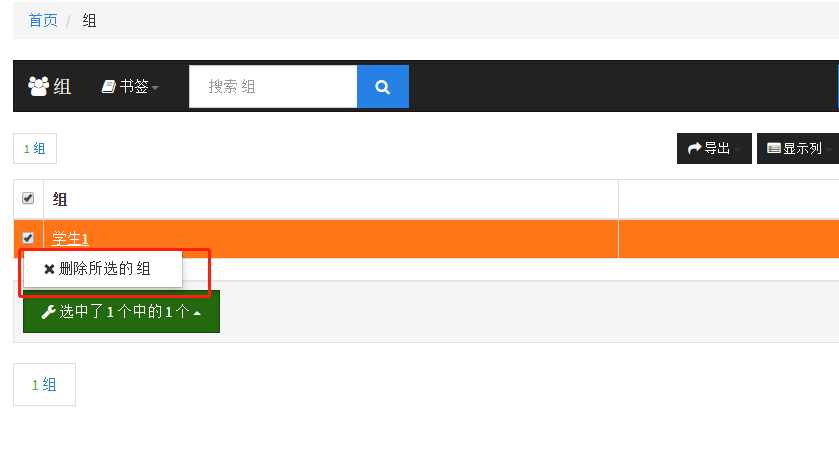 首页 / 组
组 书签 搜索 组
1 组 导出 显示列
组
学生1
删除所选的 组
选中了 1 个中的 1 个
1 组